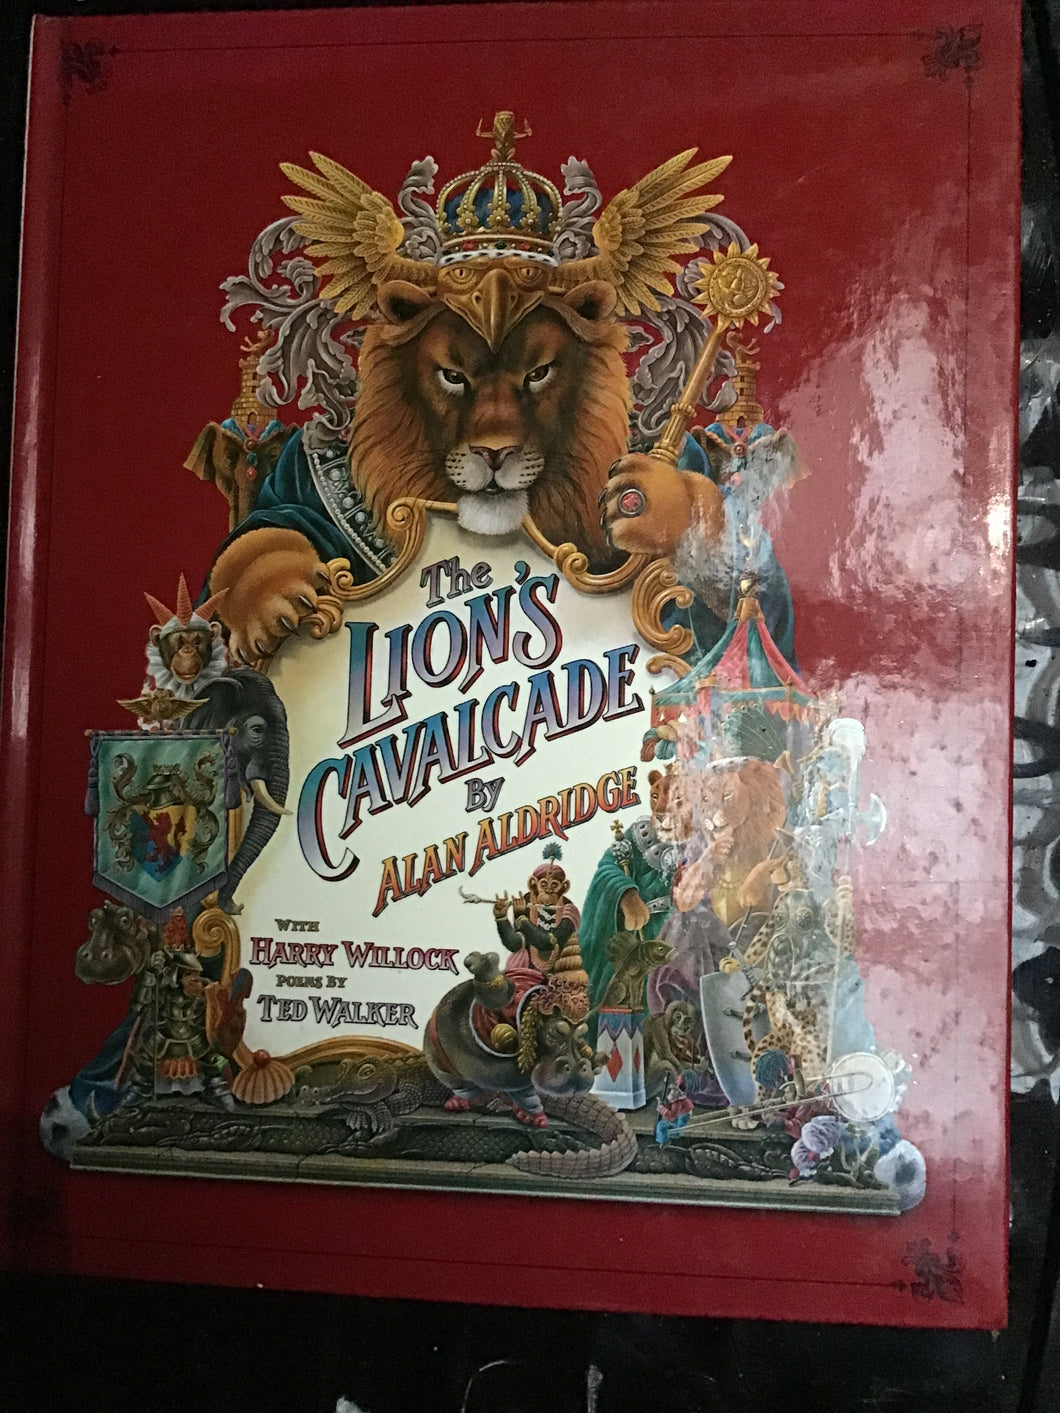 The
LION'S
CAVALCADE
By
ALAN ALDRIDGE
WITH
HARRY WILLOCK
POEMS BY
TED WALKER